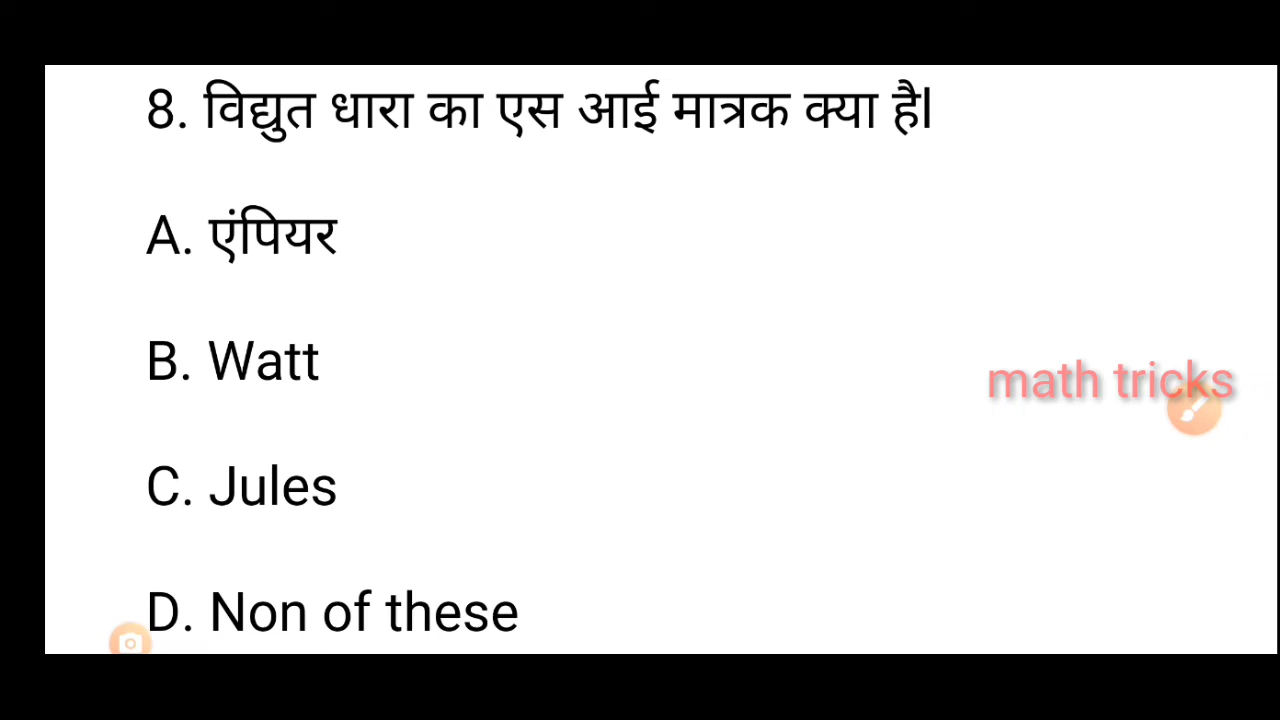 8. विद्युत धारा का एस आई मात्रक क्या है।
A. एंपियर
B. Watt
math tricks
C. Jules
D. Non of these